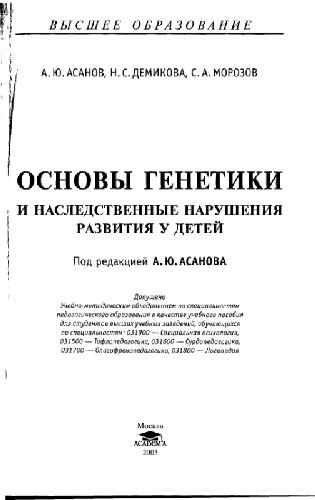 ВЫСШЕЕ ОБРАЗОВАНИЕ
А. Ю. АСАНОВ, Н. С. ДЕМИКОВА, С. А. МОРОЗОВ
ОСНОВЫ ГЕНЕТИКИ
И НАСЛЕДСТВЕННЫЕ НАРУШЕНИЯ
РАЗВИТИЯ У ДЕТЕЙ
Под редакцией А. Ю. АСАНОВА
Допущено
Учебно-методическим объединением по специальностям
педагогического образования в качестве учебного пособия
для студентов высших учебных заведений, обучающихся
по специальностям: 031900 — Специальная психология,
031500 — Тифлопедагогика, 031600 — Сурдопедагогика,
031700 — Олигофренопедагогика, 031800 — Логопедия
Москва
ACADEMA
2003